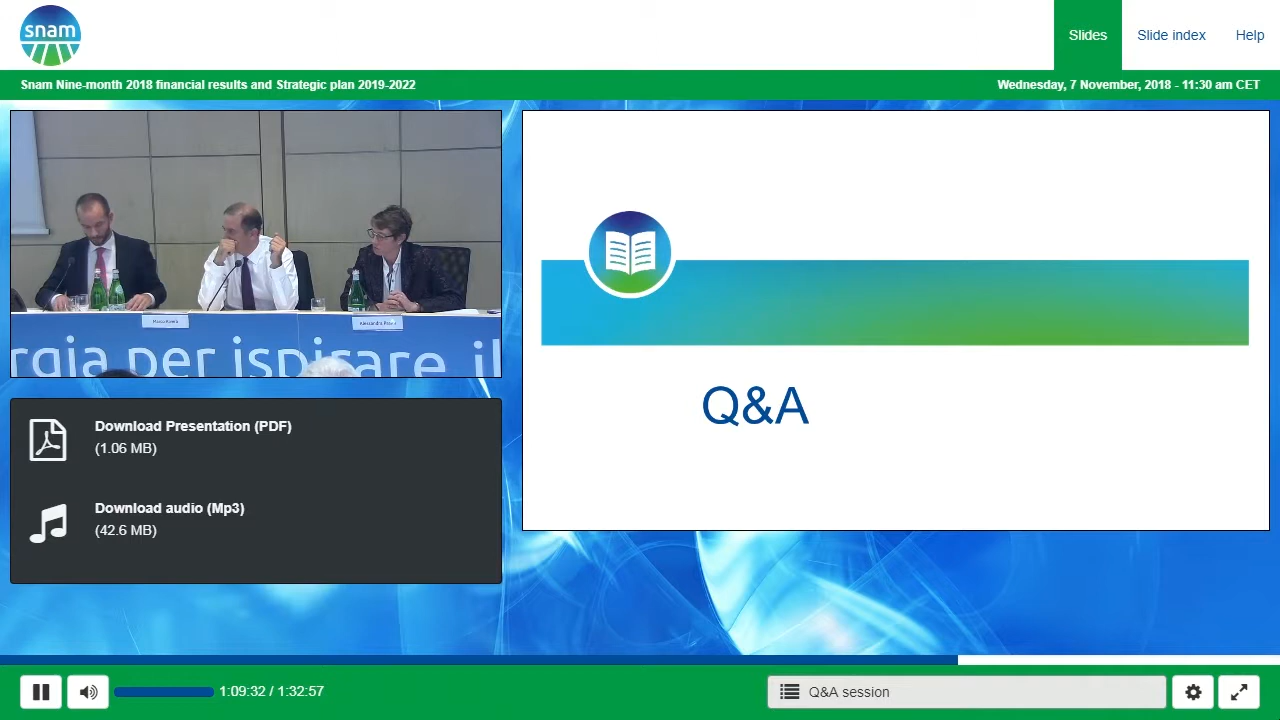 snam
Slides
Slide index
Help
Snam Nine-month 2018 financial results and Strategic plan 2019-2022
Wednesday, 7 November, 2018 - 11:30 am CET
rgia per ispirare il
Q&A
Download Presentation (PDF)
(1.06 MB)
Download audio (Mp3)
(42.6 MB)
1:09:32 / 1:32:57
Q&A session